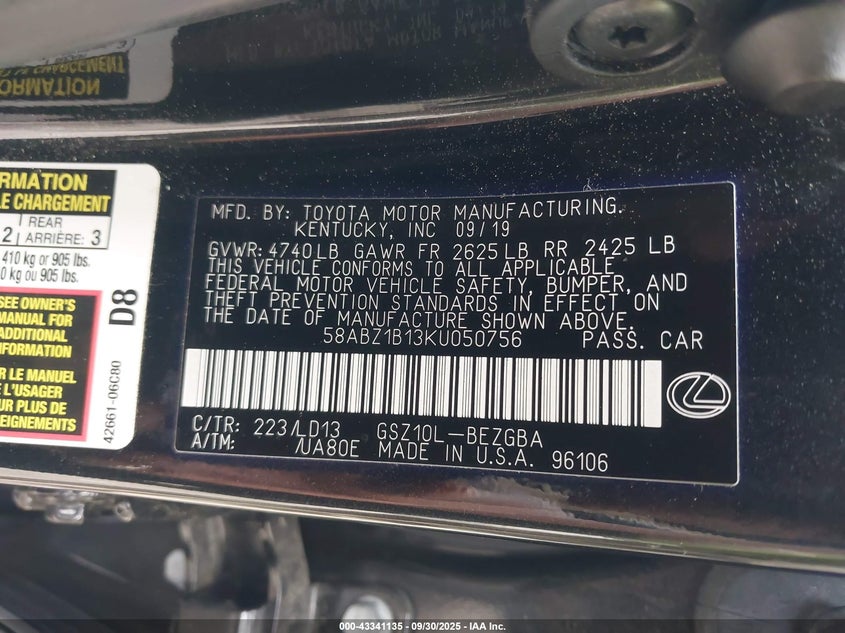 RMATION
E CHARGEMENT
2 REAR
ARRIÈRE: 3
410 kg or 905 lbs.
0 kg ou 905 lbs.
SEE OWNER'S
MANUAL FOR
ADDITIONAL
INFORMATION
R LE MANUEL
L'USAGER
UR PLUS DE
EIGNEMENTS
D8
42661-06C80
MFD. BY: TOYOTA MOTOR MANUFACTURING.
KENTUCKY, INC 09/19
GVWR: 4740LB GAWR FR 2625LB RR 2425 LB
THIS VEHICLE CONFORMS TO ALL APPLICABLE
FEDERAL MOTOR VEHICLE SAFETY, BUMPER, AND
THEFT PREVENTION STANDARDS IN EFFECT ON
THE DATE OF MANUFACTURE SHOWN ABOVE.
58ABZ1B13KU050756 PASS. CAR
C/TR: 223/LD13 GSZ10L-BEZGBA
A/TM: /UA80E MADE IN U.S.A. 96106
000-43341135 - 09/30/2025 - IAA Inc.